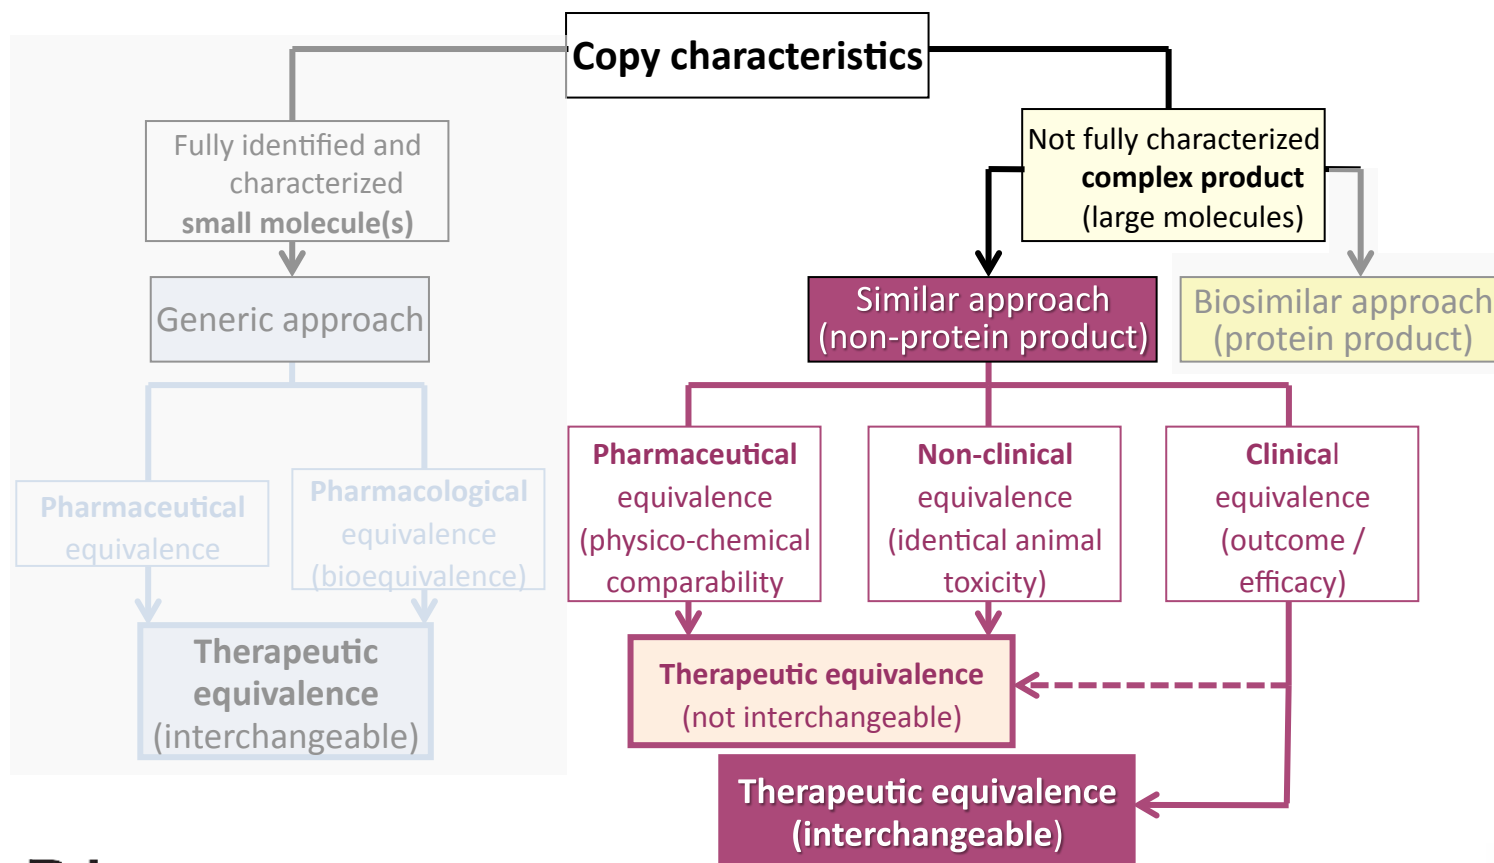 Copy characteristics
Fully identified and
characterized
small molecule(s)
Generic approach
Pharmaceutical
equivalence
Pharmacological
equivalence
(bioequivalence)
Therapeutic
equivalence
(interchangeable)
Not fully characterized
complex product
(large molecules)
Similar approach
(non-protein product)
Biosimilar approach
(protein product)
Pharmaceutical
equivalence
(physico-chemical
comparability
Non-clinical
equivalence
(identical animal
toxicity)
Clinical
equivalence
(outcome /
efficacy)
Therapeutic equivalence
(not interchangeable)
Therapeutic equivalence
(interchangeable)